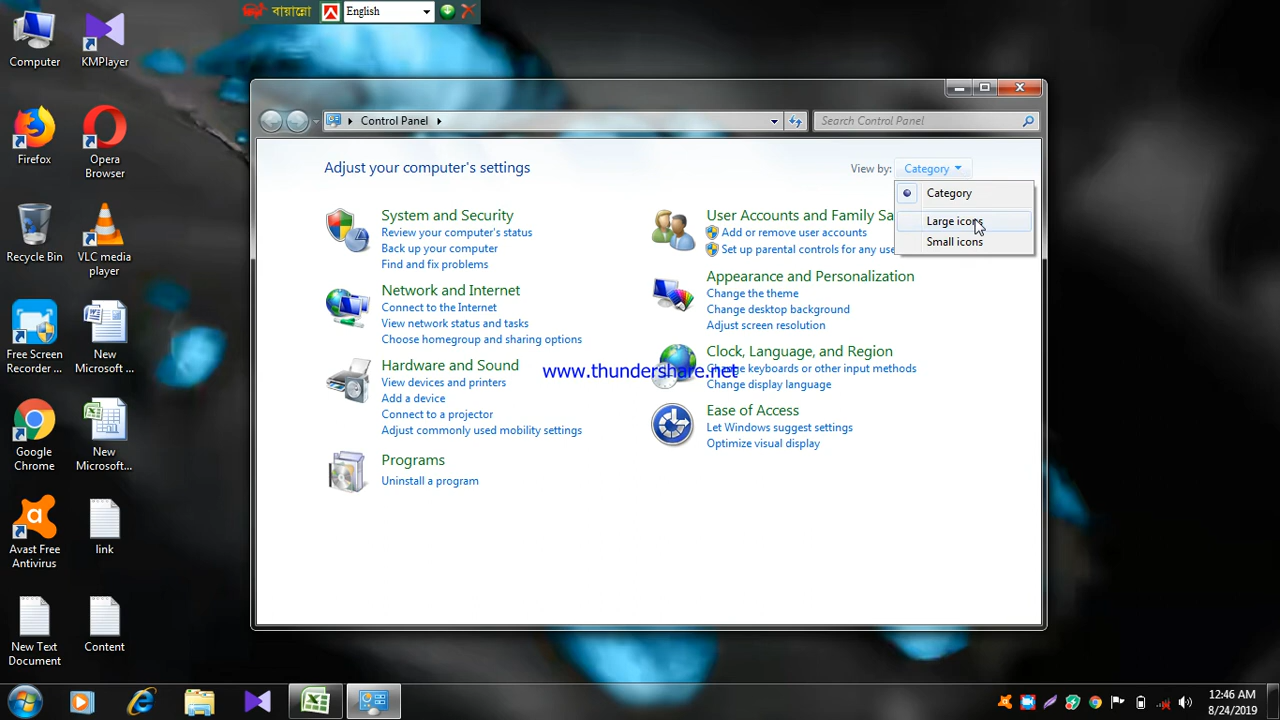 বায়ান্নো
English
Computer
KMPlayer
Firefox
Opera
Browser
Recycle Bin
VLC media
player
Free Screen
Recorder ...
New
Microsoft ...
Google
Chrome
New
Microsoft...
Avast Free
Antivirus
link
New Text
Document
Content
Control Panel
Search Control Panel
Adjust your computer's settings
View by: Category
Category
Large icons
Small icons
System and Security
Review your computer's status
Back up your computer
Find and fix problems
Network and Internet
Connect to the Internet
View network status and tasks
Choose homegroup and sharing options
Hardware and Sound
View devices and printers
Add a device
Connect to a projector
Adjust commonly used mobility settings
Programs
Uninstall a program
User Accounts and Family Sa
Add or remove user accounts
Set up parental controls for any use
Appearance and Personalization
Change the theme
Change desktop background
Adjust screen resolution
Clock, Language, and Region
Change keyboards or other input methods
Change display language
Ease of Access
Let Windows suggest settings
Optimize visual display
www.thundershare.net
12:46 AM
8/24/2019